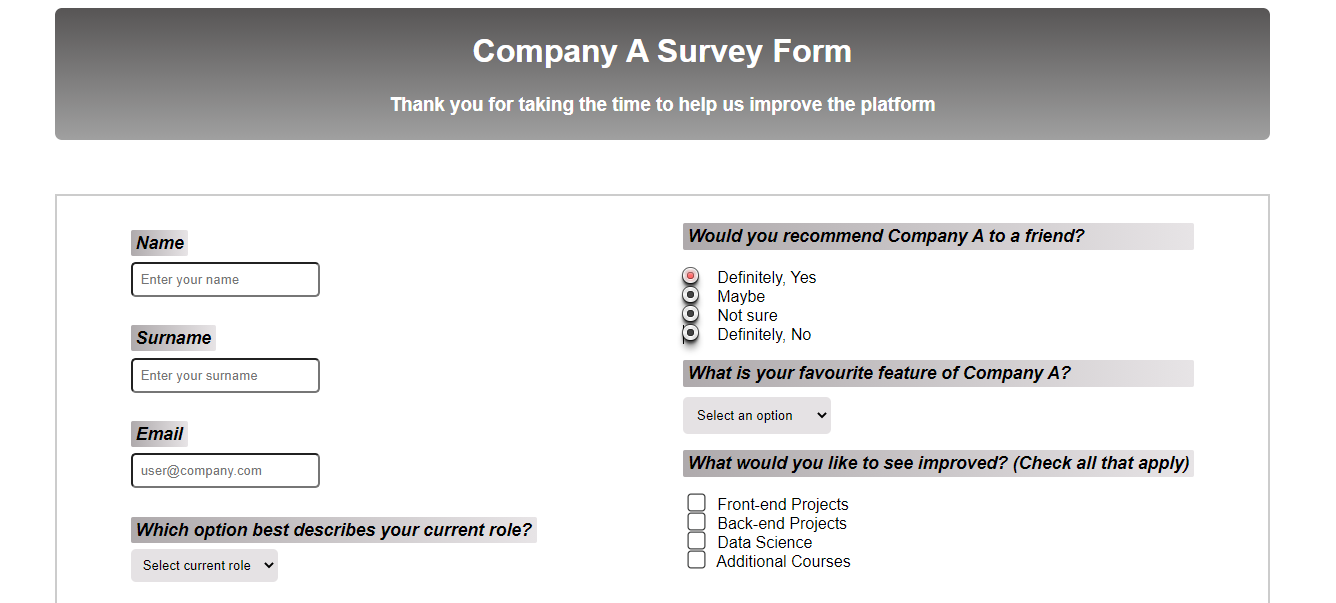 Company A Survey Form
Thank you for taking the time to help us improve the platform
Name
Enter your name
Surname
Enter your surname
Email
user@company.com
Which option best describes your current role?
Select current role
Would you recommend Company A to a friend?
Definitely, Yes
Maybe
Not sure
Definitely, No
What is your favourite feature of Company A?
Select an option
What would you like to see improved? (Check all that apply)
Front-end Projects
Back-end Projects
Data Science
Additional Courses